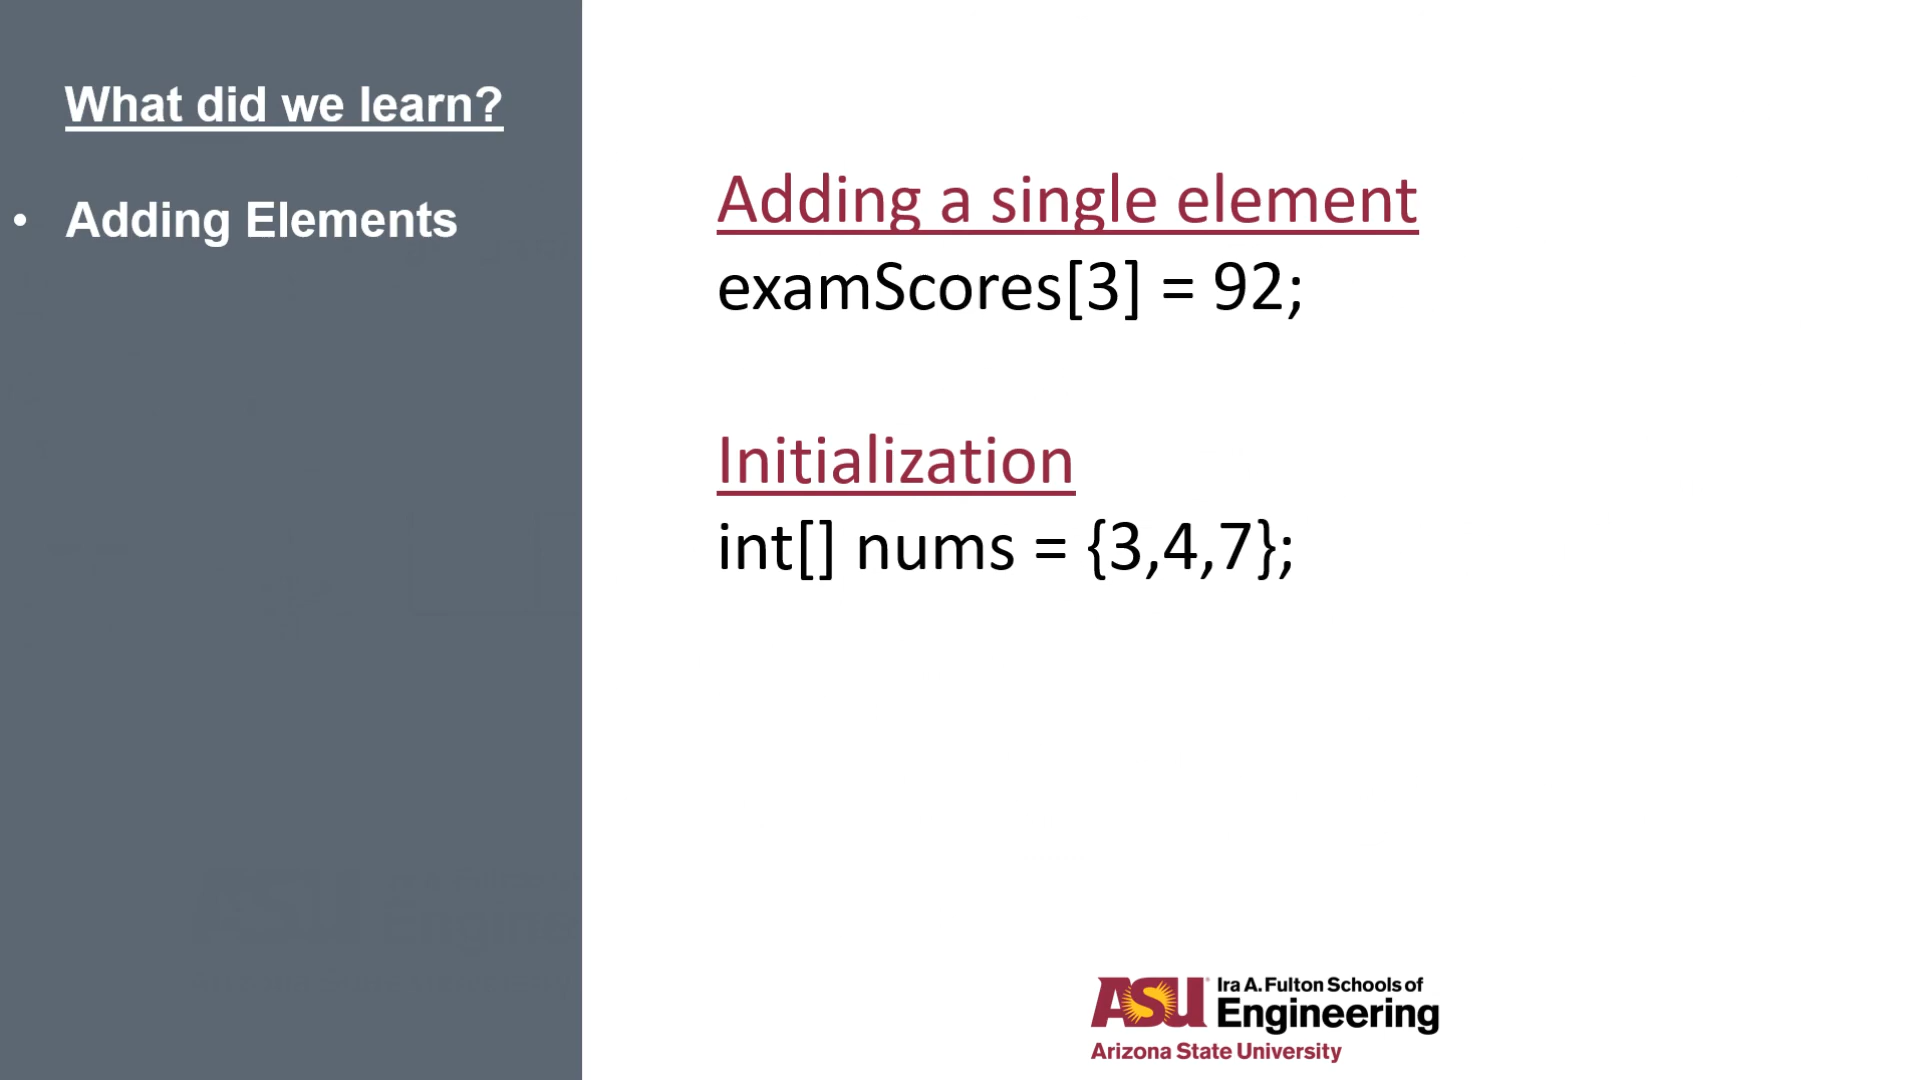 What did we learn?
• Adding Elements
Adding a single element
examScores[3] = 92;
Initialization
int[] nums = {3,4,7};
ASU Ira A. Fulton Schools of
Engineering
Arizona State University